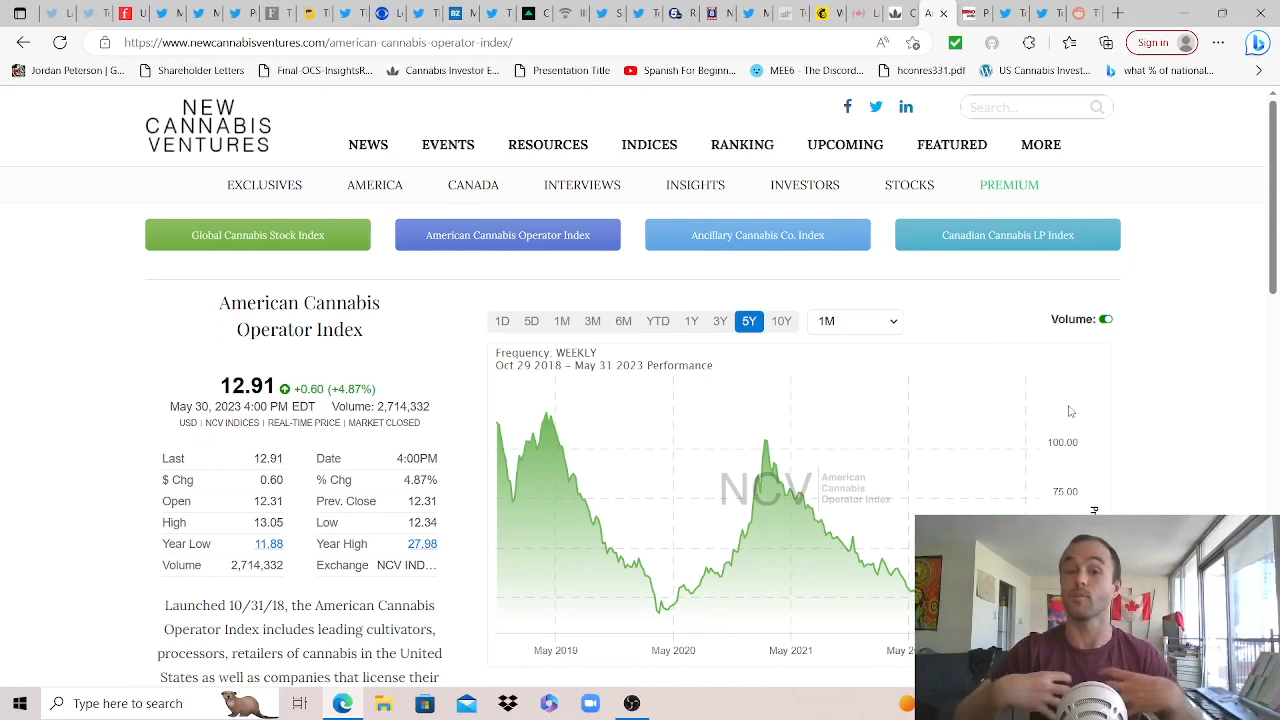 f U
M
M
P
T
T
T
L
BZ N
T
C
iii
S
T
R
N
M
T
W
L
A
P
T
T
T
https://www.newcannabisventures.com/american-cannabis-operator-index/
Sign in
Jordan Peterson | G...
Shareholder Letters
Final-OCS-InsightsR...
Cannabis Investor E...
Presentation Title
Spanish For Beginn...
MEE6 - The Discord...
hconres331.pdf
US Cannabis Invest...
what % of national...
NEW
CANNABIS
VENTURES
Search...
NEWS EVENTS RESOURCES INDICES RANKING UPCOMING FEATURED MORE
EXCLUSIVES AMERICA CANADA INTERVIEWS INSIGHTS INVESTORS STOCKS PREMIUM
Global Cannabis Stock Index
American Cannabis Operator Index
Ancillary Cannabis Co. Index
Canadian Cannabis LP Index
American Cannabis
Operator Index
12.91 +0.60 (+4.87%)
May 30, 2023 4:00 PM EDT Volume: 2,714,332
USD | NCV INDICES | REAL-TIME PRICE | MARKET CLOSED
Last 12.91 Date 4:00PM
$ Chg 0.60 % Chg 4.87%
Open 12.31 Prev. Close 12.31
High 13.05 Low 12.34
Year Low 11.88 Year High 27.98
Volume 2,714,332 Exchange NCV IND...
Launched 10/31/18, the American Cannabis
Operator Index includes leading cultivators,
processors, retailers of cannabis in the United
States as well as companies that license their
1D 5D 1M 3M 6M YTD 1Y 3Y 5Y 10Y 1M
Volume:
Frequency: WEEKLY
Oct 29 2018 – May 31 2023 Performance
100.00
75.00
NCV
American
Cannabis
Operator Index
May 2019 May 2020 May 2021
Type here to search